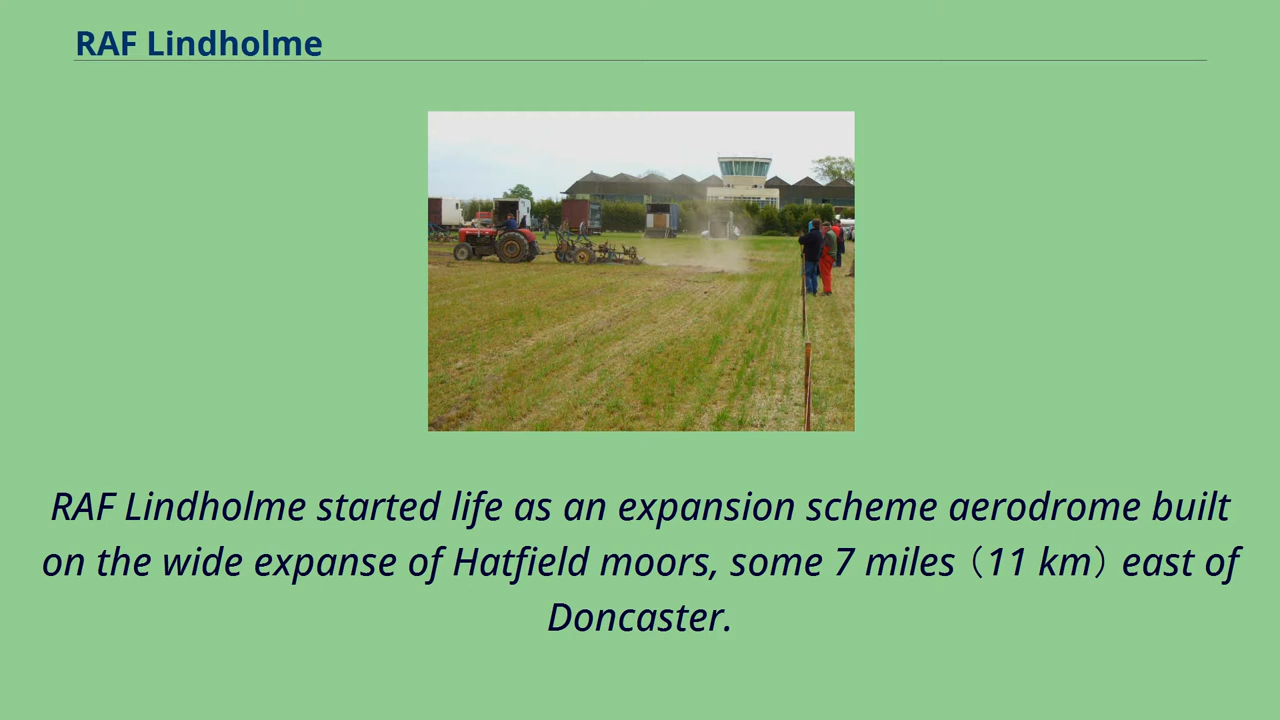 RAF Lindholme
RAF Lindholme started life as an expansion scheme aerodrome built
on the wide expanse of Hatfield moors, some 7 miles（11 km）east of
Doncaster.